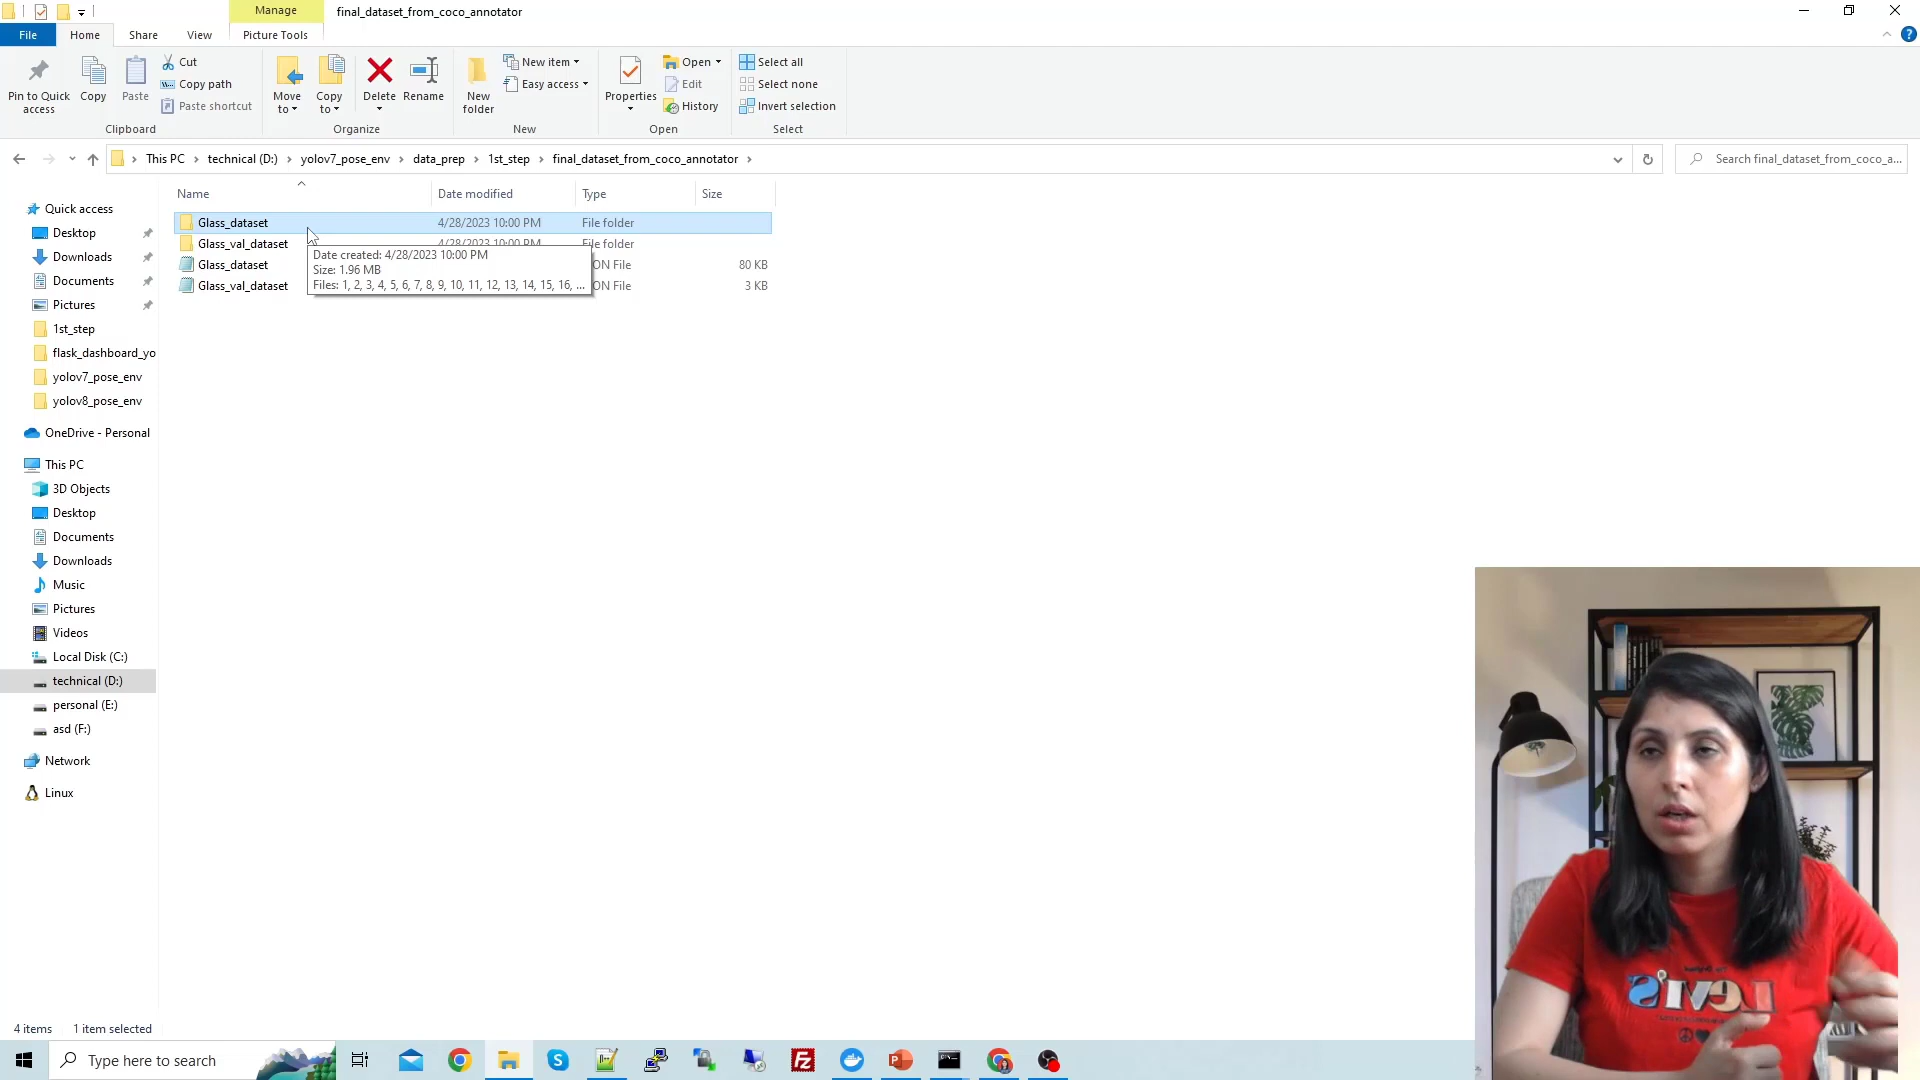 Manage
final_dataset_from_coco_annotator
File
Home
Share
View
Picture Tools
Pin to Quick access
Copy
Paste
Cut
Copy path
Paste shortcut
Clipboard
Move to
Copy to
Delete
Rename
Organize
New folder
New item
Easy access
New
Properties
Open
Edit
History
Open
Select all
Select none
Invert selection
Select
This PC
technical (D:)
yolov7_pose_env
data_prep
1st_step
final_dataset_from_coco_annotator
Search final_dataset_from_coco_a...
Name
Date modified
Type
Size
Glass_dataset
4/28/2023 10:00 PM
File folder
Glass_val_dataset
4/28/2023 10:00 PM
File folder
Glass_dataset
ON File
80 KB
Glass_val_dataset
ON File
3 KB
Date created: 4/28/2023 10:00 PM
Size: 1.96 MB
Files: 1, 2, 3, 4, 5, 6, 7, 8, 9, 10, 11, 12, 13, 14, 15, 16, ...
Quick access
Desktop
Downloads
Documents
Pictures
1st_step
flask_dashboard_yo
yolov7_pose_env
yolov8_pose_env
OneDrive - Personal
This PC
3D Objects
Desktop
Documents
Downloads
Music
Pictures
Videos
Local Disk (C:)
technical (D:)
personal (E:)
asd (F:)
Network
Linux
4 items
1 item selected
Type here to search